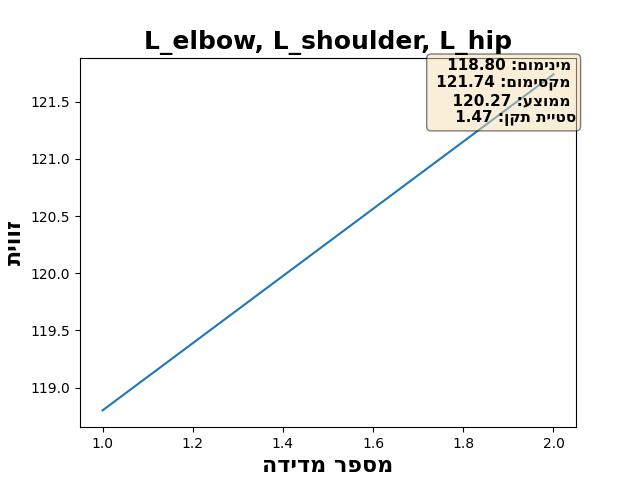 L_elbow, L_shoulder, L_hip
מינימום: 118.80
מקסימום: 121.74
ממוצע: 120.27
סטיית תקן: 1.47
121.5
121.0
120.5
120.0
119.5
119.0
זווית
1.0 1.2 1.4 1.6 1.8 2.0
מספר מדידה